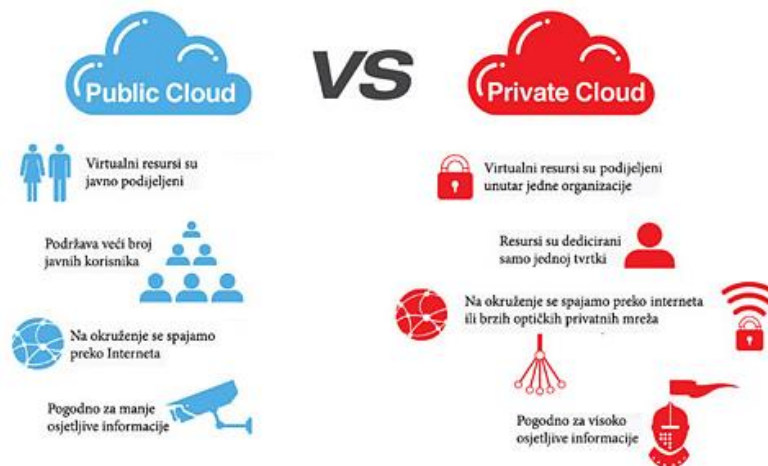 Public Cloud
VS
Private Cloud
Virtualni resursi su
javno podijeljeni
Virtualni resursi su podijeljeni
unutar jedne organizacije
Podržava veći broj
javnih korisnika
Resursi su dedicirani
samo jednoj tvrtki
Na okruženje se spajamo
preko Interneta
Na okruženje se spajamo preko interneta
ili brzih optičkih privatnih mreža
Pogodno za manje
osjetljive informacije
Pogodno za visoko
osjetljive informacije